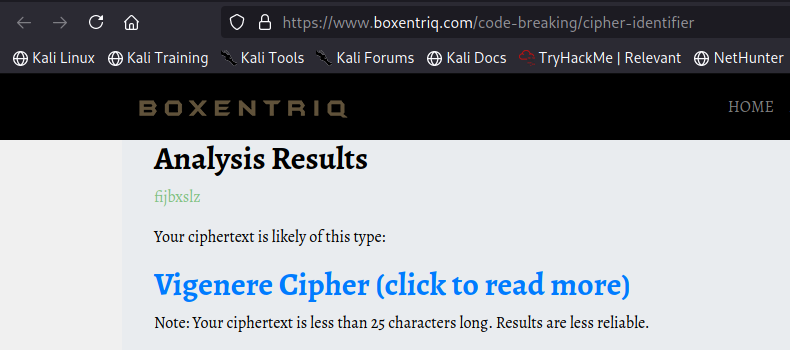 https://www.boxentriq.com/code-breaking/cipher-identifier
Kali Linux Kali Training Kali Tools Kali Forums Kali Docs TryHackMe | Relevant NetHunter
BOXENTRIQ HOME
Analysis Results
fijbxslz
Your ciphertext is likely of this type:
Vigenere Cipher (click to read more)
Note: Your ciphertext is less than 25 characters long. Results are less reliable.